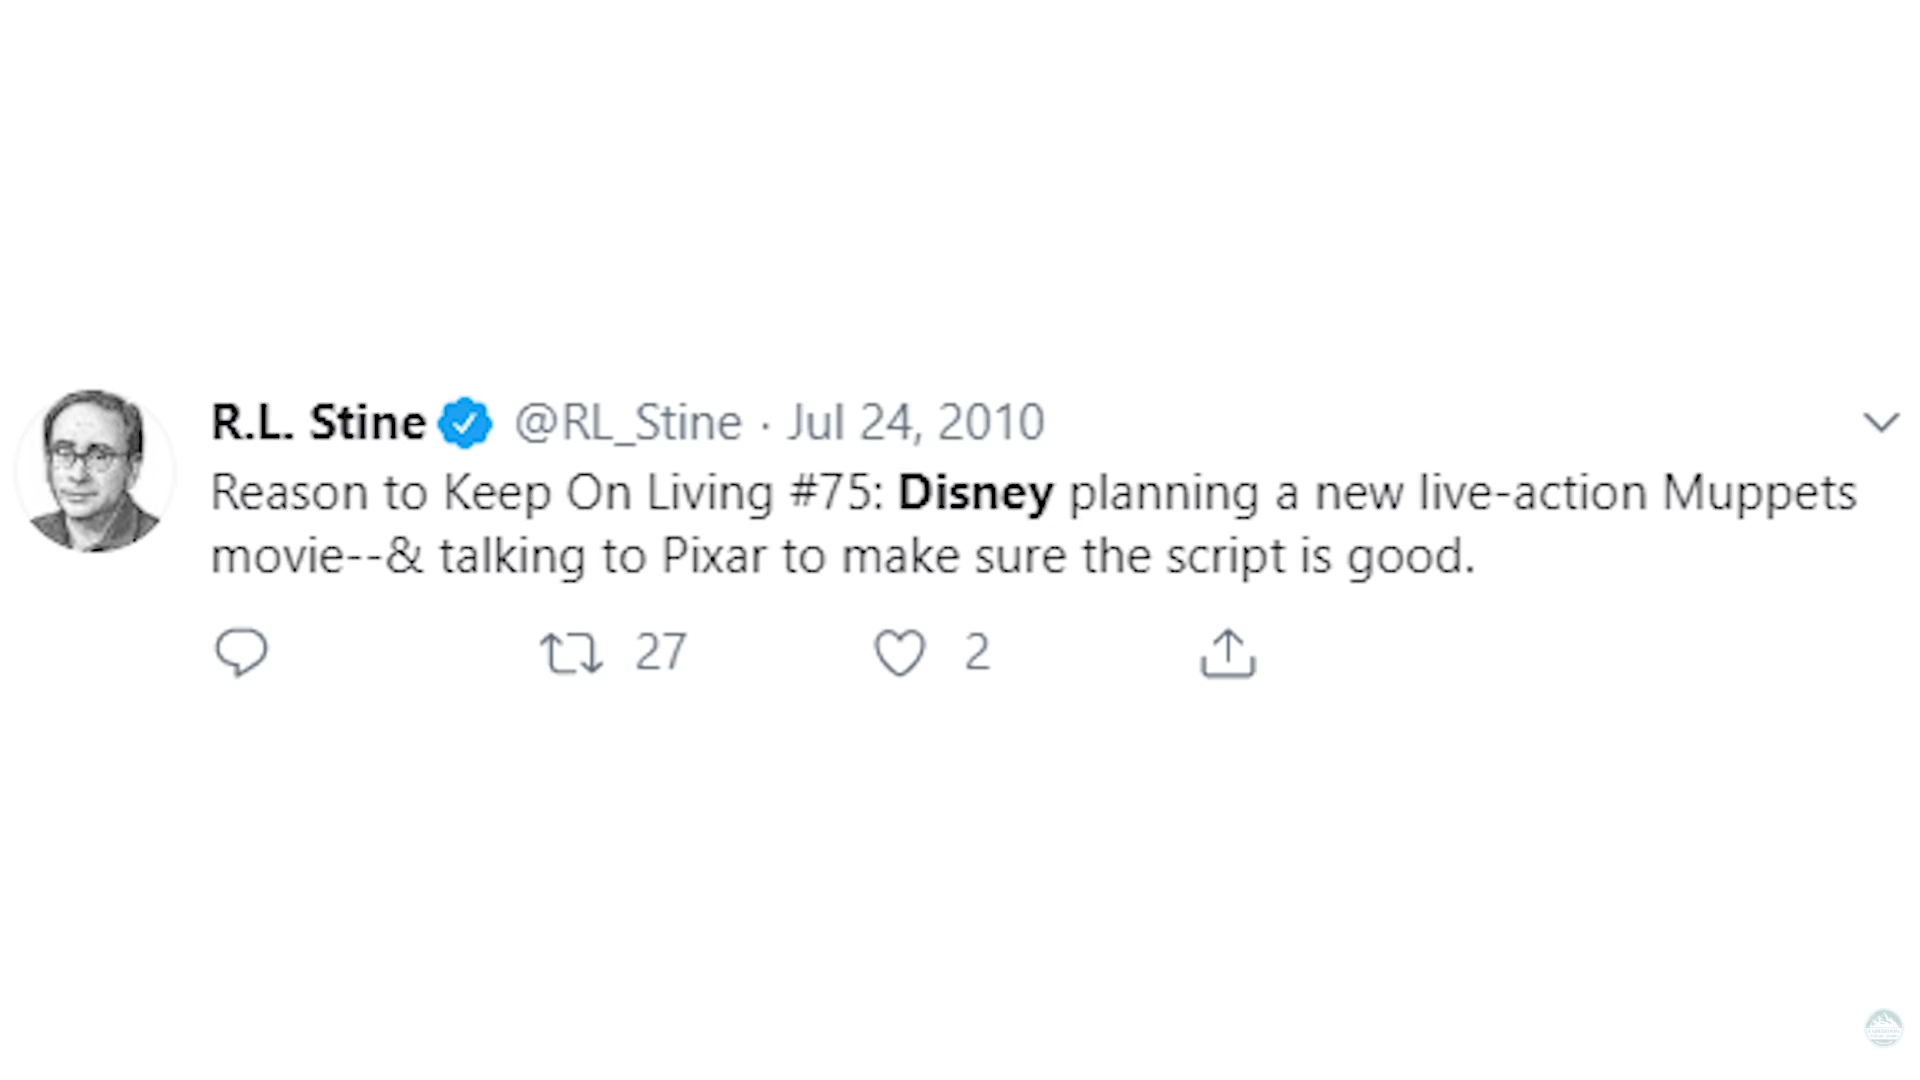 R.L. Stine @RL_Stine · Jul 24, 2010
Reason to Keep On Living #75: Disney planning a new live-action Muppets
movie--& talking to Pixar to make sure the script is good.
27 2